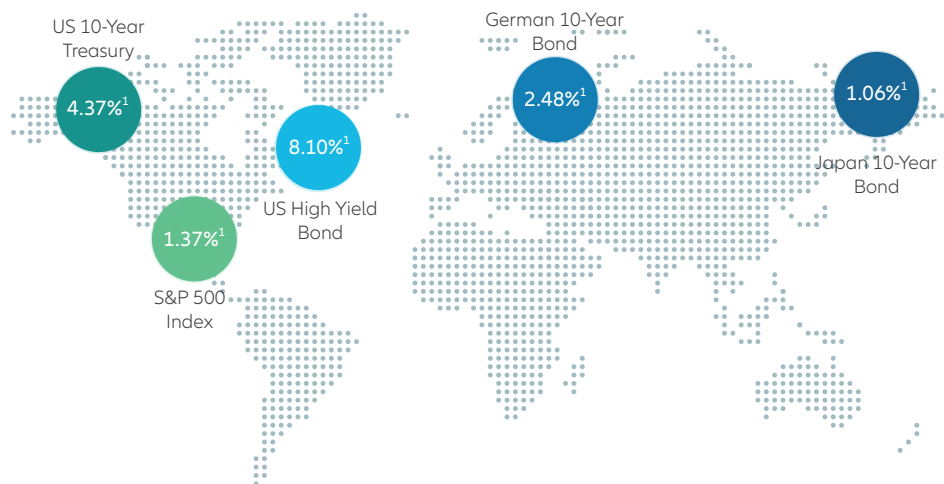 US 10-Year
Treasury
4.37%¹
8.10%¹
US High Yield
Bond
1.37%¹
S&P 500
Index
German 10-Year
Bond
2.48%¹
1.06%¹
Japan 10-Year
Bond